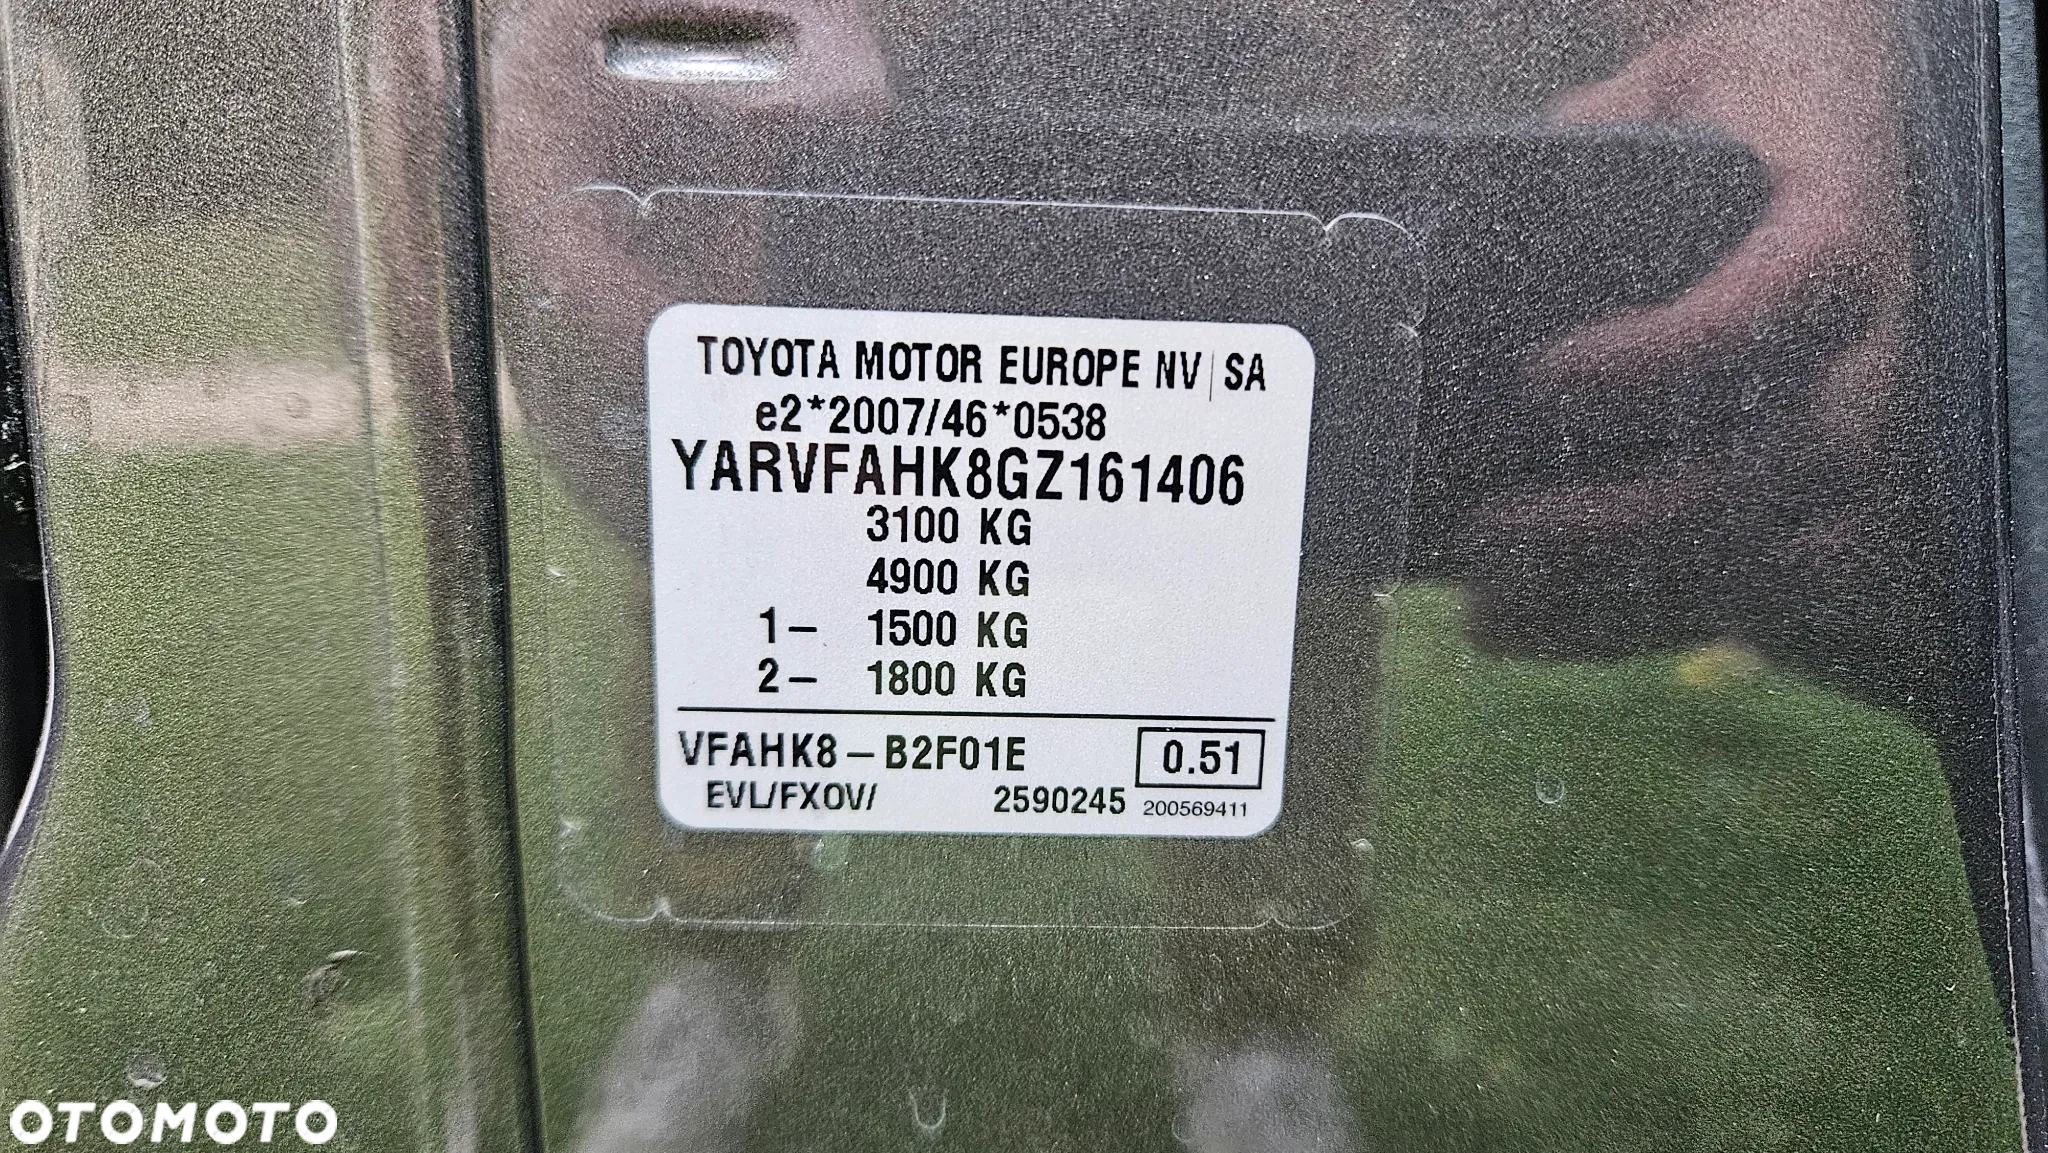 TOYOTA MOTOR EUROPE NV | SA
e2*2007/46*0538
YARVFAHK8GZ161406
3100 KG
4900 KG
1- 1500 KG
2- 1800 KG
VFAHK8-B2F01E 0.51
EVL/FXOV/ 2590245 200569411
OTOMOTO